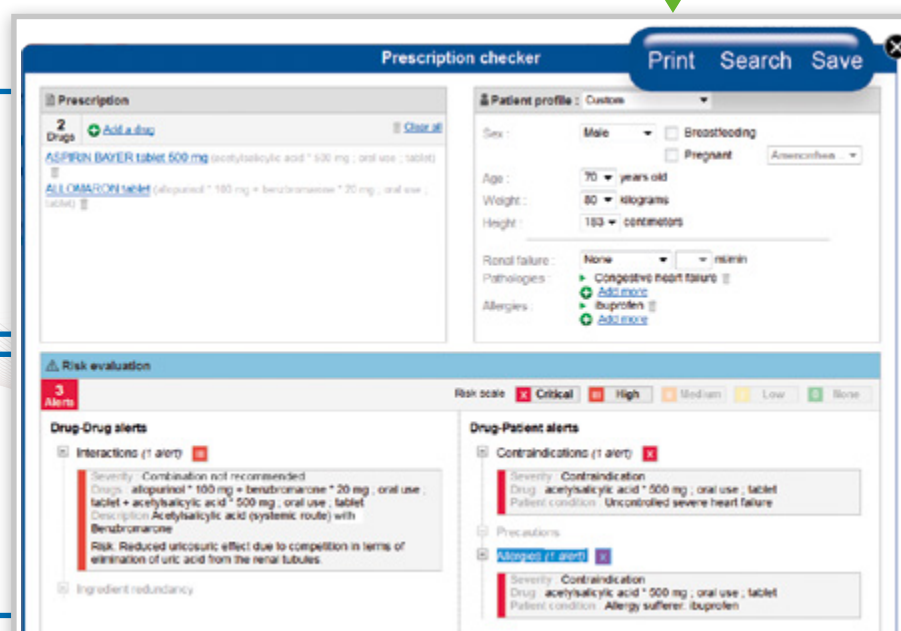 Prescription checker
Print Search Save
Prescription
2 Drugs Add a drug Clear all
ASPIRIN BAYER tablet 500 mg (acetylsalicylic acid * 500 mg ; oral use ; tablet)
ALLOMARON tablet (allopurinol * 100 mg + benzbromarone * 20 mg ; oral use ;
tablet)
Patient profile : Custom
Sex : Male Breastfeeding
Pregnant
Age : 70 years old
Weight : 80 kilograms
Height : 183 centimeters
Renal failure : None ml/min
Pathologies : Congestive heart failure
Add more
Allergies : ibuprofen
Add more
Risk evaluation
3 Alerts
Risk scale X Critical High Medium Low None
Drug-Drug alerts
Interactions (1 alert)
Severity : Combination not recommended
Drugs : allopurinol * 100 mg + benzbromarone * 20 mg ; oral use ;
tablet + acetylsalicylic acid * 500 mg ; oral use ; tablet
Description Acetylsalicylic acid (systemic route) with
Benzbromarone
Risk: Reduced uricosuric effect due to competition in terms of
elimination of uric acid from the renal tubules.
Ingredient redundancy
Drug-Patient alerts
Contraindications (1 alert) X
Severity : Contraindication
Drug : acetylsalicylic acid * 500 mg ; oral use ; tablet
Patient condition : Uncontrolled severe heart failure
Precautions
Allergies (1 alert) X
Severity : Contraindication
Drug : acetylsalicylic acid * 500 mg ; oral use ; tablet
Patient condition : Allergy sufferer: ibuprofen